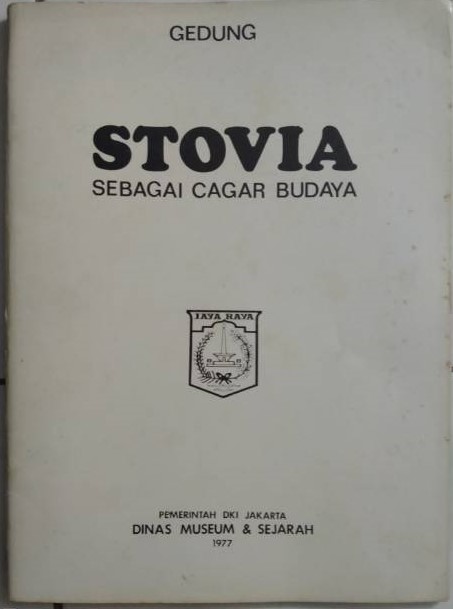 GEDUNG
STOVIA
SEBAGAI CAGAR BUDAYA
JAYA RAYA
PEMERINTAH DKI JAKARTA
DINAS MUSEUM & SEJARAH
1977